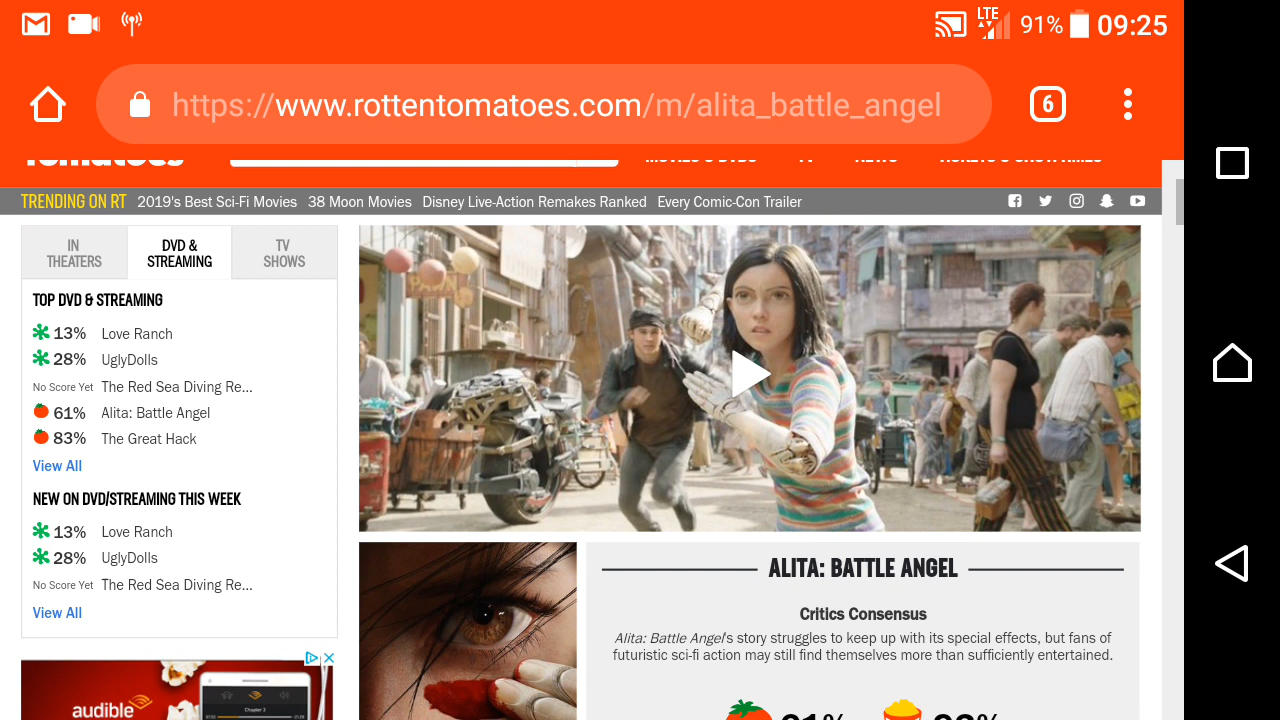 LTE 91% 09:25
https://www.rottentomatoes.com/m/alita_battle_angel
6
TRENDING ON RT 2019's Best Sci-Fi Movies 38 Moon Movies Disney Live-Action Remakes Ranked Every Comic-Con Trailer
IN THEATERS
DVD & STREAMING
TV SHOWS
TOP DVD & STREAMING
13% Love Ranch
28% UglyDolls
No Score Yet The Red Sea Diving Re...
61% Alita: Battle Angel
83% The Great Hack
View All
NEW ON DVD/STREAMING THIS WEEK
13% Love Ranch
28% UglyDolls
No Score Yet The Red Sea Diving Re...
View All
audible
Chapter 3
PAWN
ALITA: BATTLE ANGEL
Critics Consensus
Alita: Battle Angel's story struggles to keep up with its special effects, but fans of
futuristic sci-fi action may still find themselves more than sufficiently entertained.